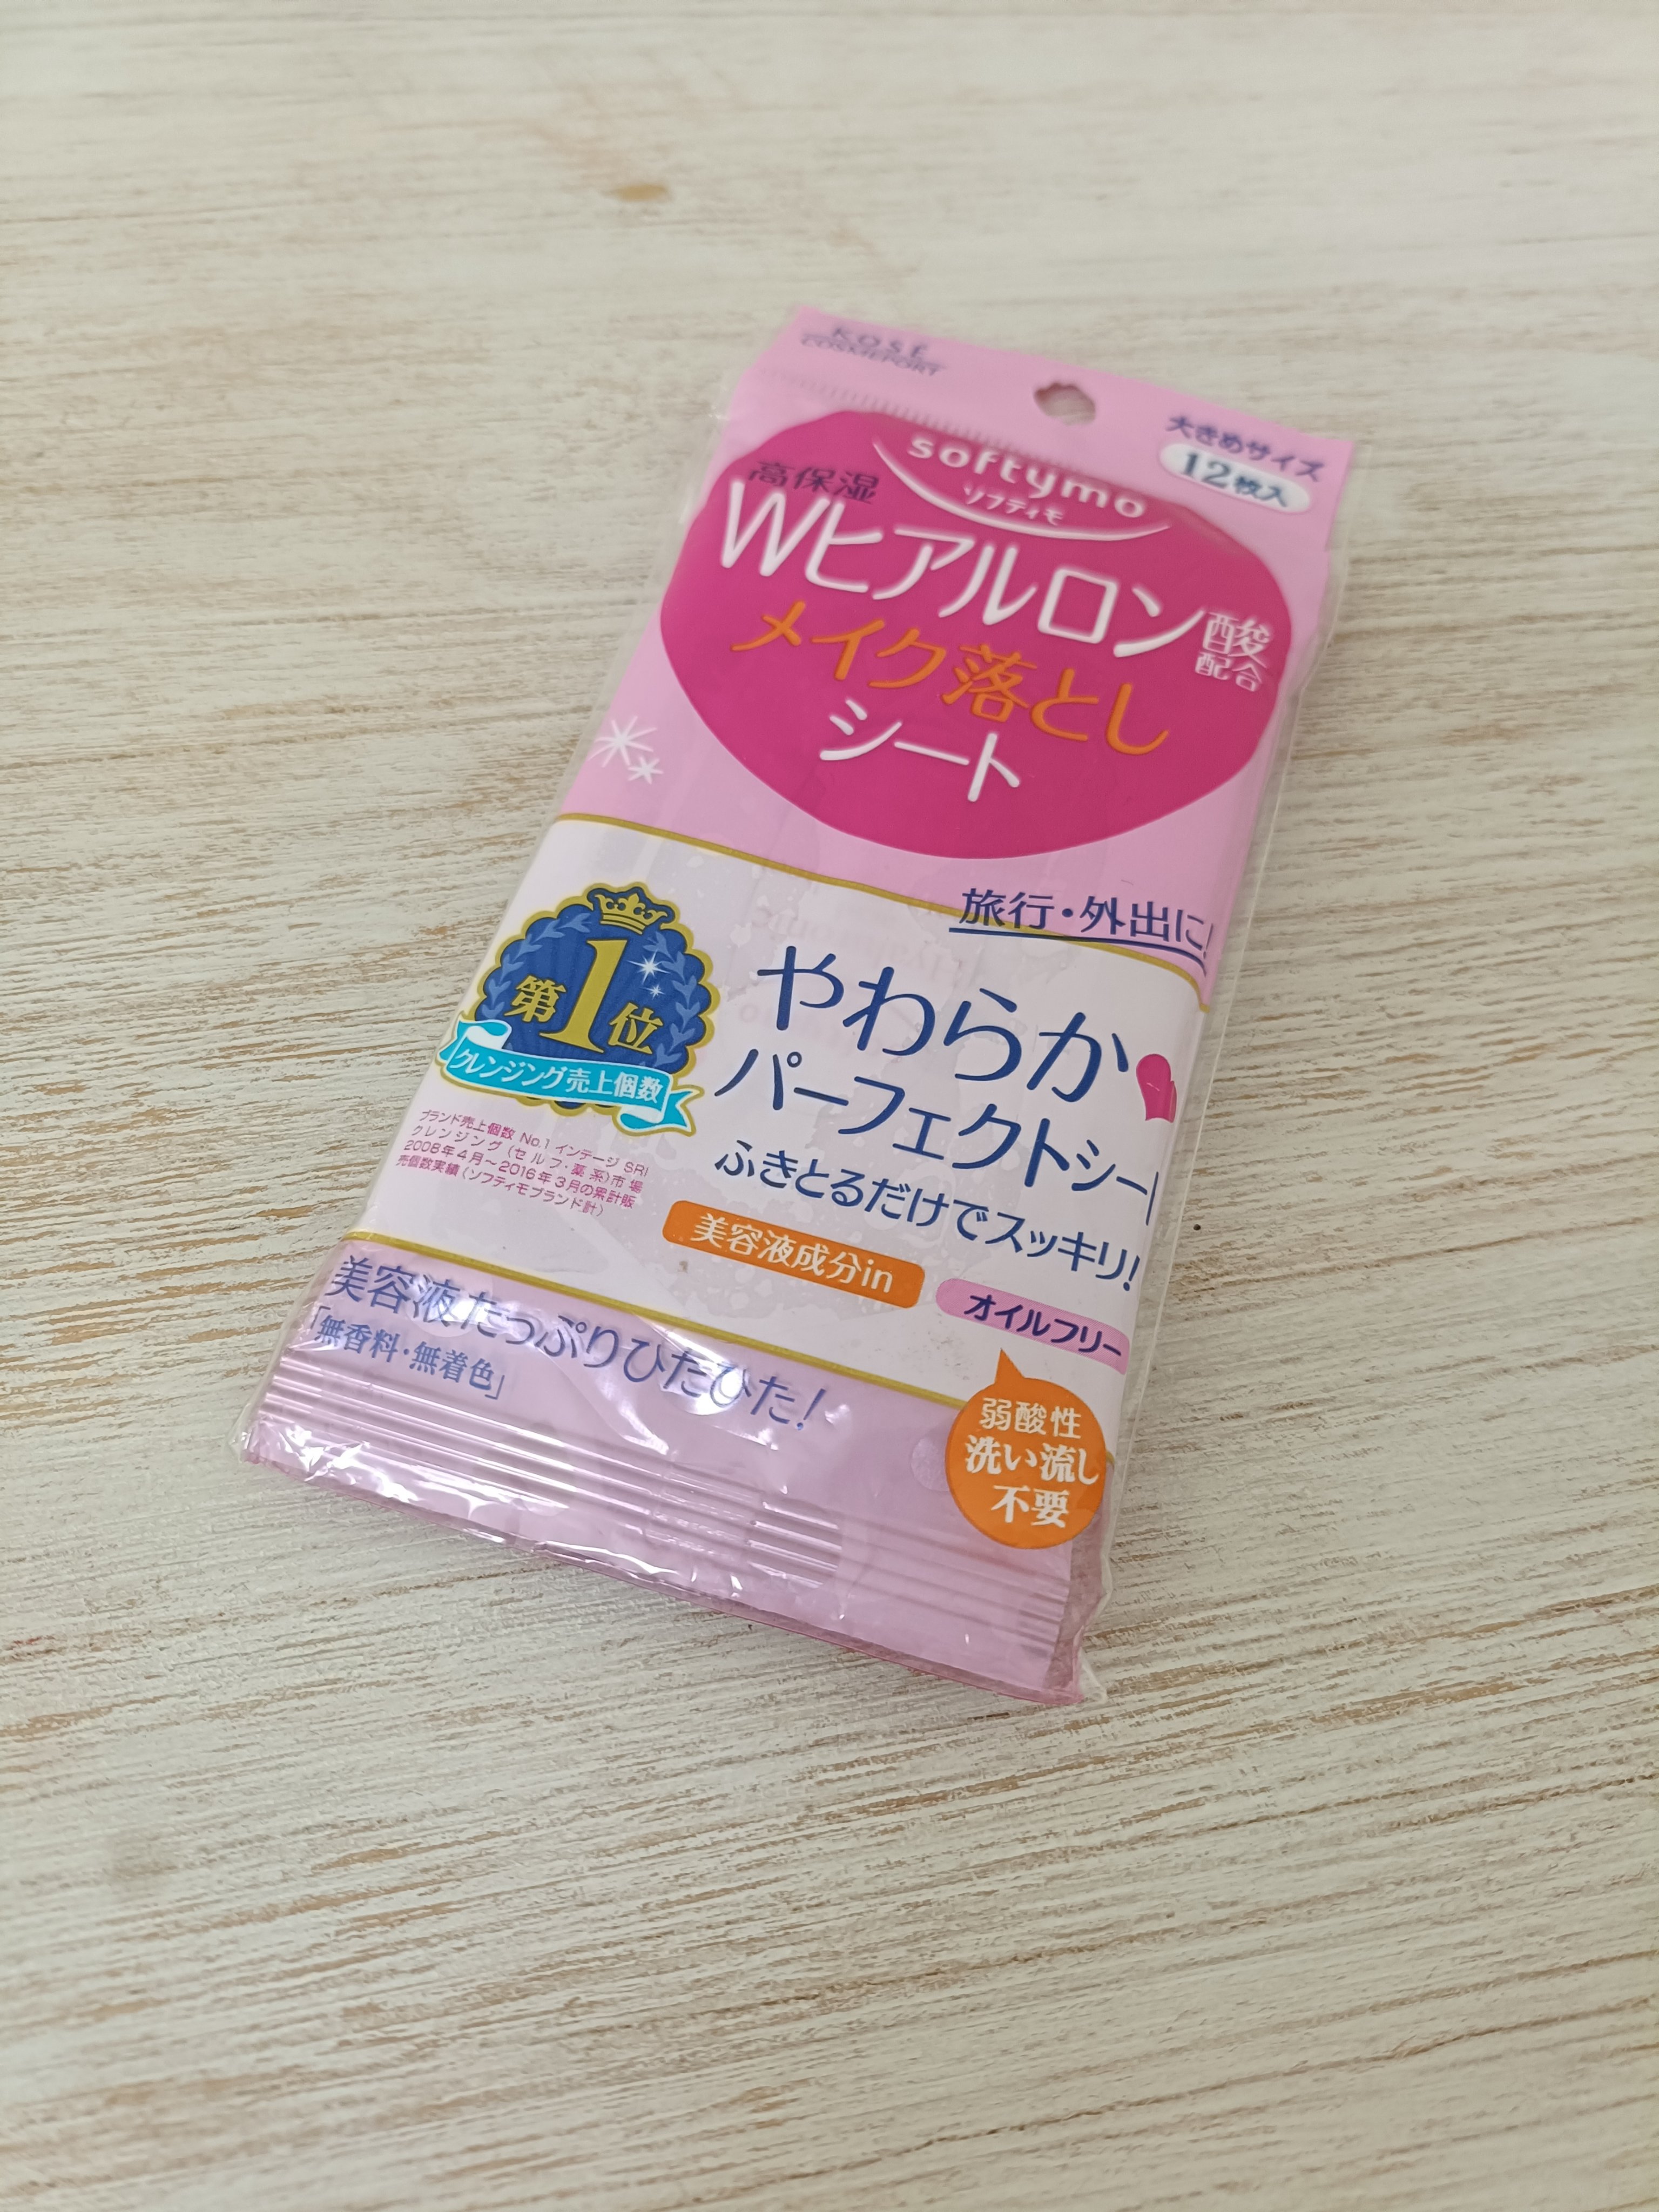 KOSÉ
COSMEPORT
大きめサイズ
12枚入
softymo
ソフティモ
高保湿
Wヒアルロン酸
配合
メイク落とし
シート
旅行・外出に!
第1位
クレンジング売上個数
ブランド売上個数 No.1 インテージ SRI
クレンジング(セルフ・薬系)市場
2008年4月~2016年3月の累計販
売個数実績(ソフティモブランド計)
やわらか
パーフェクトシート
ふきとるだけでスッキリ!
美容液成分in
オイルフリー
美容液たっぷりひたひた!
「無香料・無着色」
弱酸性
洗い流し
不要